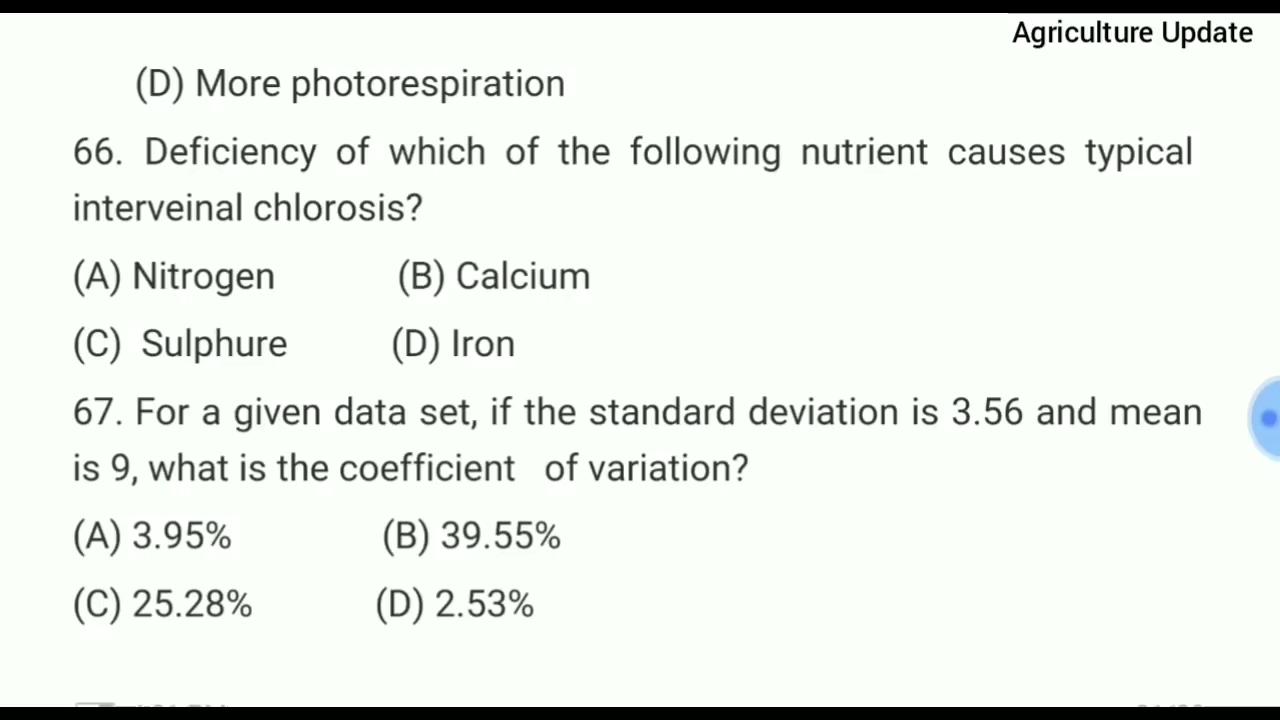 Agriculture Update
(D) More photorespiration
66. Deficiency of which of the following nutrient causes typical
interveinal chlorosis?
(A) Nitrogen (B) Calcium
(C) Sulphure (D) Iron
67. For a given data set, if the standard deviation is 3.56 and mean
is 9, what is the coefficient of variation?
(A) 3.95% (B) 39.55%
(C) 25.28% (D) 2.53%